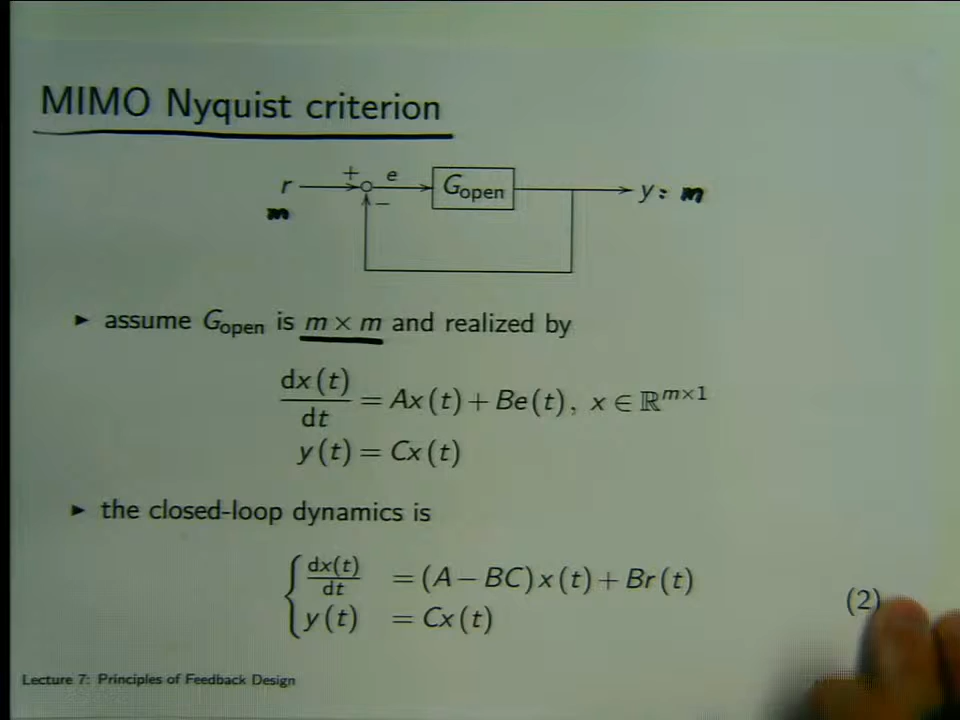 MIMO Nyquist criterion
r + e − G_open y : m
m
▶ assume G_open is m × m and realized by
dx(t)/dt = Ax(t) + Be(t), x ∈ ℝ^{m×1}
y(t) = Cx(t)
▶ the closed-loop dynamics is
{ dx(t)/dt = (A − BC)x(t) + Br(t)
y(t) = Cx(t) (2)
Lecture 7: Principles of Feedback Design